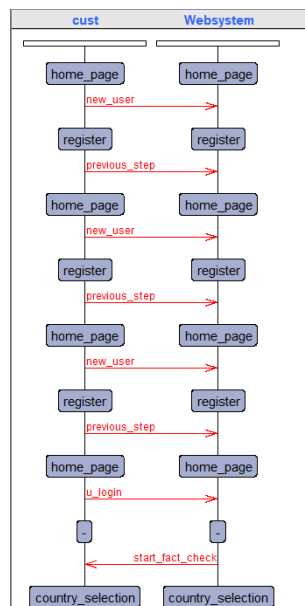 cust Websystem
home_page home_page
new_user
register register
previous_step
home_page home_page
new_user
register register
previous_step
home_page home_page
new_user
register register
previous_step
home_page home_page
u_login
- -
start_fact_check
country_selection country_selection